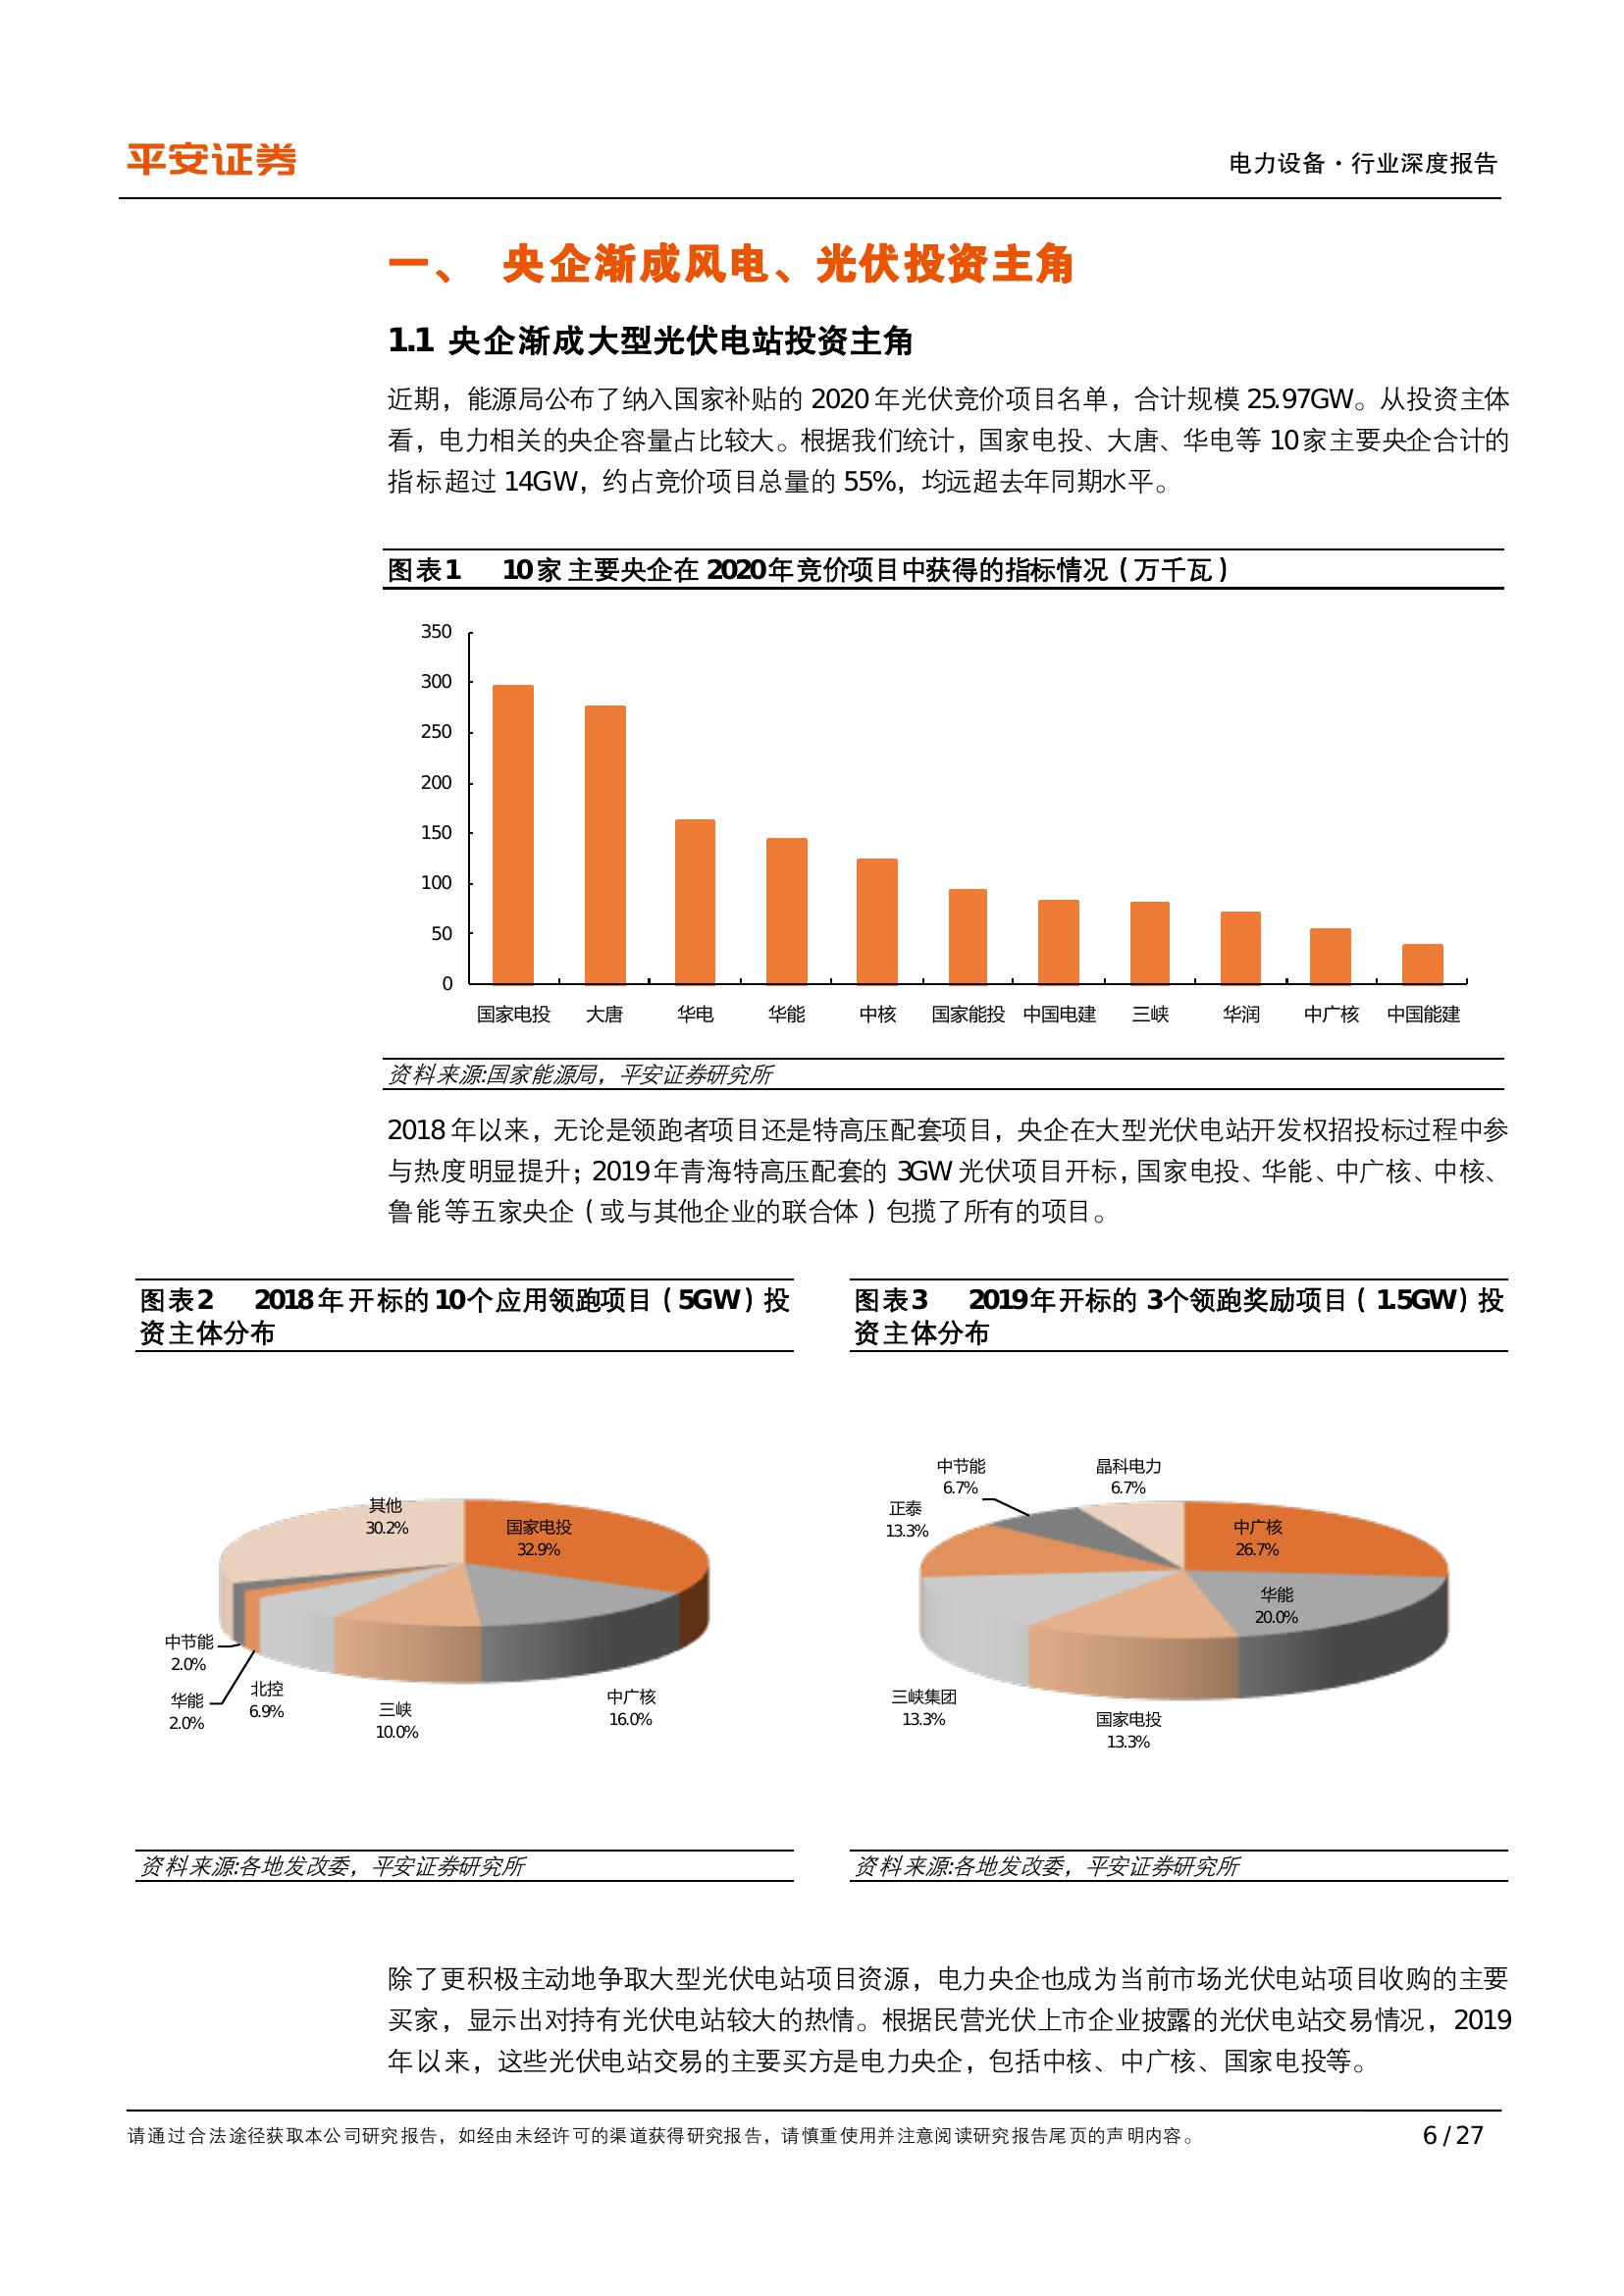 平安证券
电力设备·行业深度报告
一、 央企渐成风电、光伏投资主角
1.1 央企渐成大型光伏电站投资主角
近期，能源局公布了纳入国家补贴的 2020 年光伏竞价项目名单，合计规模 25.97GW。从投资主体
看，电力相关的央企容量占比较大。根据我们统计，国家电投、大唐、华电等 10 家主要央企合计的
指标超过 14GW，约占竞价项目总量的 55%，均远超去年同期水平。
图表1 10家主要央企在 2020年竞价项目中获得的指标情况（万千瓦）
350
300
250
200
150
100
50
0
国家电投 大唐 华电 华能 中核 国家能投 中国电建 三峡 华润 中广核 中国能建
资料来源:国家能源局，平安证券研究所
2018 年以来，无论是领跑者项目还是特高压配套项目，央企在大型光伏电站开发权招投标过程中参
与热度明显提升；2019 年青海特高压配套的 3GW 光伏项目开标，国家电投、华能、中广核、中核、
鲁能等五家央企（或与其他企业的联合体）包揽了所有的项目。
图表2 2018年开标的10个应用领跑项目（5GW）投
资主体分布
其他
30.2%
国家电投
32.9%
中节能
2.0%
华能
2.0%
北控
6.9%
三峡
10.0%
中广核
16.0%
资料来源:各地发改委，平安证券研究所
图表3 2019年开标的 3个领跑奖励项目（1.5GW）投
资主体分布
中节能
6.7%
晶科电力
6.7%
正泰
13.3%
中广核
26.7%
华能
20.0%
三峡集团
13.3%
国家电投
13.3%
资料来源:各地发改委，平安证券研究所
除了更积极主动地争取大型光伏电站项目资源，电力央企也成为当前市场光伏电站项目收购的主要
买家，显示出对持有光伏电站较大的热情。根据民营光伏上市企业披露的光伏电站交易情况，2019
年以来，这些光伏电站交易的主要买方是电力央企，包括中核、中广核、国家电投等。
请通过合法途径获取本公司研究报告，如经由未经许可的渠道获得研究报告，请慎重使用并注意阅读研究报告尾页的声明内容。
6 / 27